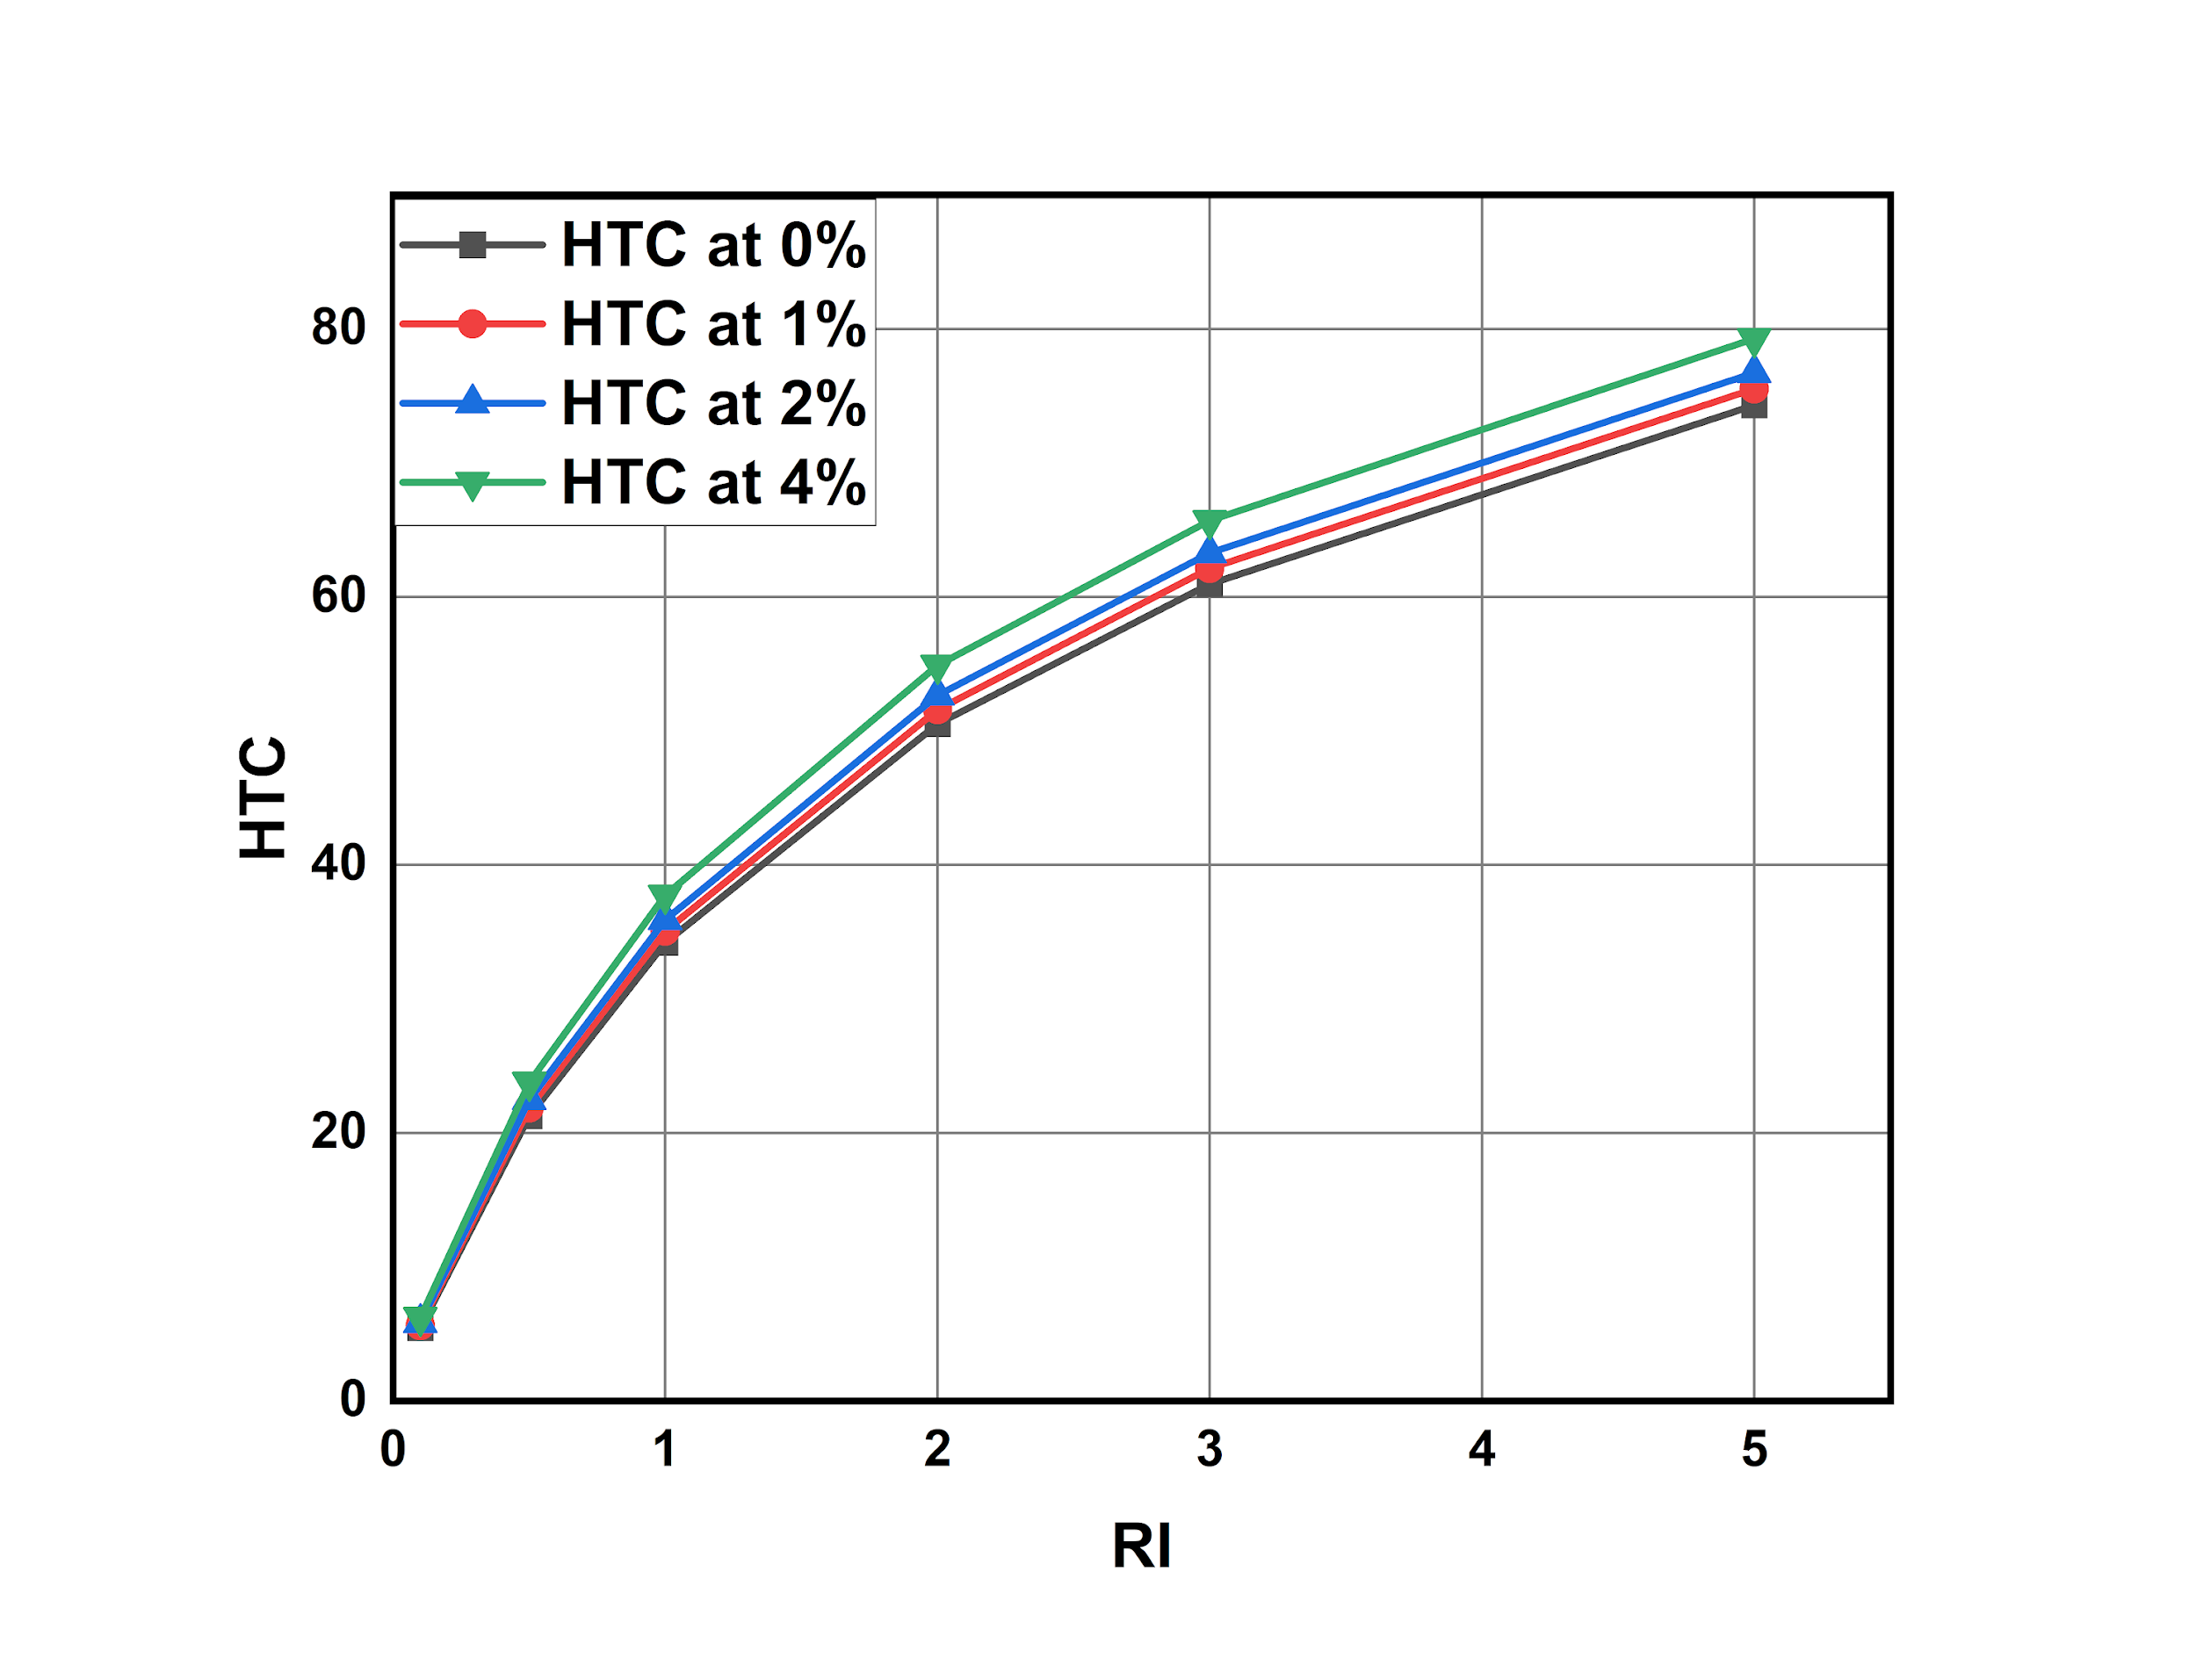 HTC at 0%
HTC at 1%
HTC at 2%
HTC at 4%
80
60
40
20
0
HTC
0 1 2 3 4 5
RI